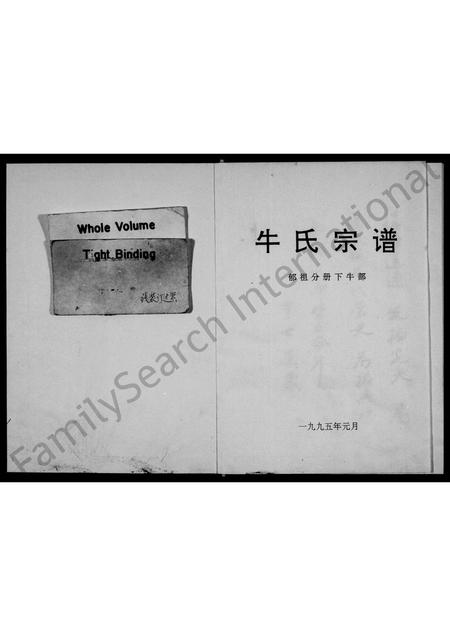 Whole Volume
Tight Binding
牛氏宗谱
邰祖分册下牛部
一九九五年元月
FamilySearch International